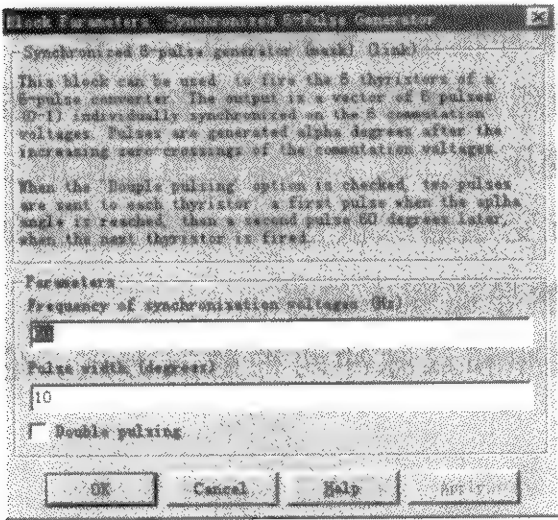 Block Parameters: Synchronized 6-Pulse Generator
Synchronized 6-pulse generator (mask) (link)
This block can be used to fire the 6 thyristors of a
6-pulse converter. The output is a vector of 6 pulses
(0-1) individually synchronized on the 6 commutation
voltages. Pulses are generated alpha degrees after the
increasing zero-crossings of the commutation voltages.
When the "Douple pulsing" option is checked, two pulses
are sent to each thyristor: a first pulse when the aplha
angle is reached, then a second pulse 60 degrees later,
when the next thyristor is fired.
Parameters
Frequency of synchronisation voltages (Hz)
Pulse width (degrees)
10
Double pulsing
OK
Cancel
Help
Apply